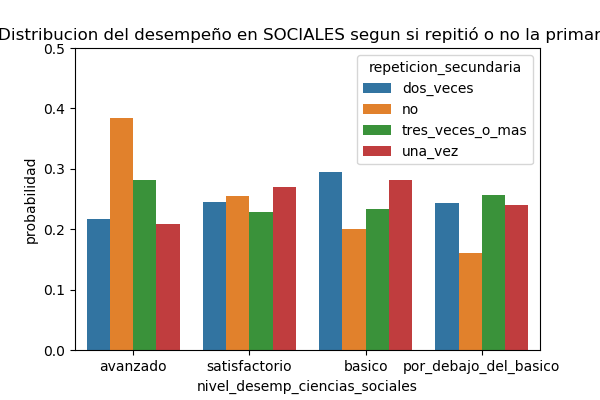 Distribucion del desempeño en SOCIALES segun si repitió o no la primar
0.5
0.4
0.3
0.2
0.1
0.0
probabilidad
repeticion_secundaria
dos_veces
no
tres_veces_o_mas
una_vez
avanzado satisfactorio basico por_debajo_del_basico
nivel_desemp_ciencias_sociales